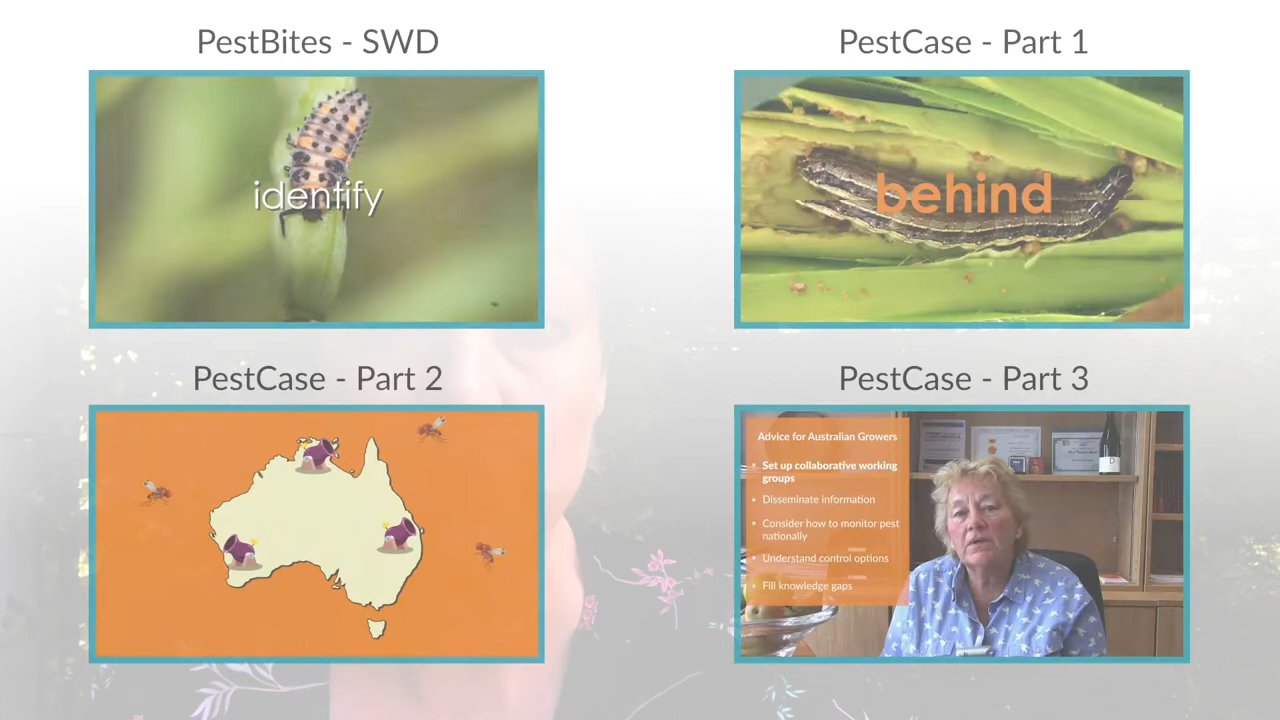 PestBites - SWD
PestCase - Part 1
identify
behind
PestCase - Part 2
PestCase - Part 3
Advice for Australian Growers
• Set up collaborative working
groups
• Disseminate information
• Consider how to monitor pest
nationally
• Understand control options
• Fill knowledge gaps